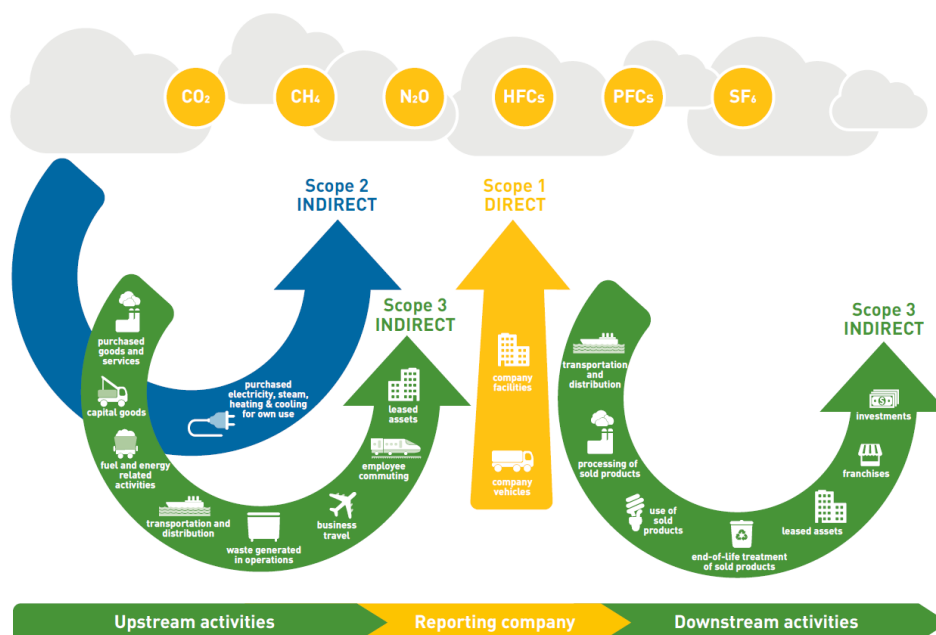 CO₂
CH₄
N₂O
HFCs
PFCs
SF₆
Scope 2
INDIRECT
Scope 1
DIRECT
Scope 3
INDIRECT
Scope 3
INDIRECT
purchased
goods and
services
capital goods
fuel and energy
related
activities
transportation and
distribution
waste generated
in operations
business
travel
employee
commuting
leased
assets
purchased
electricity, steam,
heating & cooling
for own use
company
facilities
company
vehicles
transportation
and
distribution
processing of
sold products
use of
sold
products
end-of-life treatment
of sold products
leased assets
franchises
investments
$
Upstream activities
Reporting company
Downstream activities